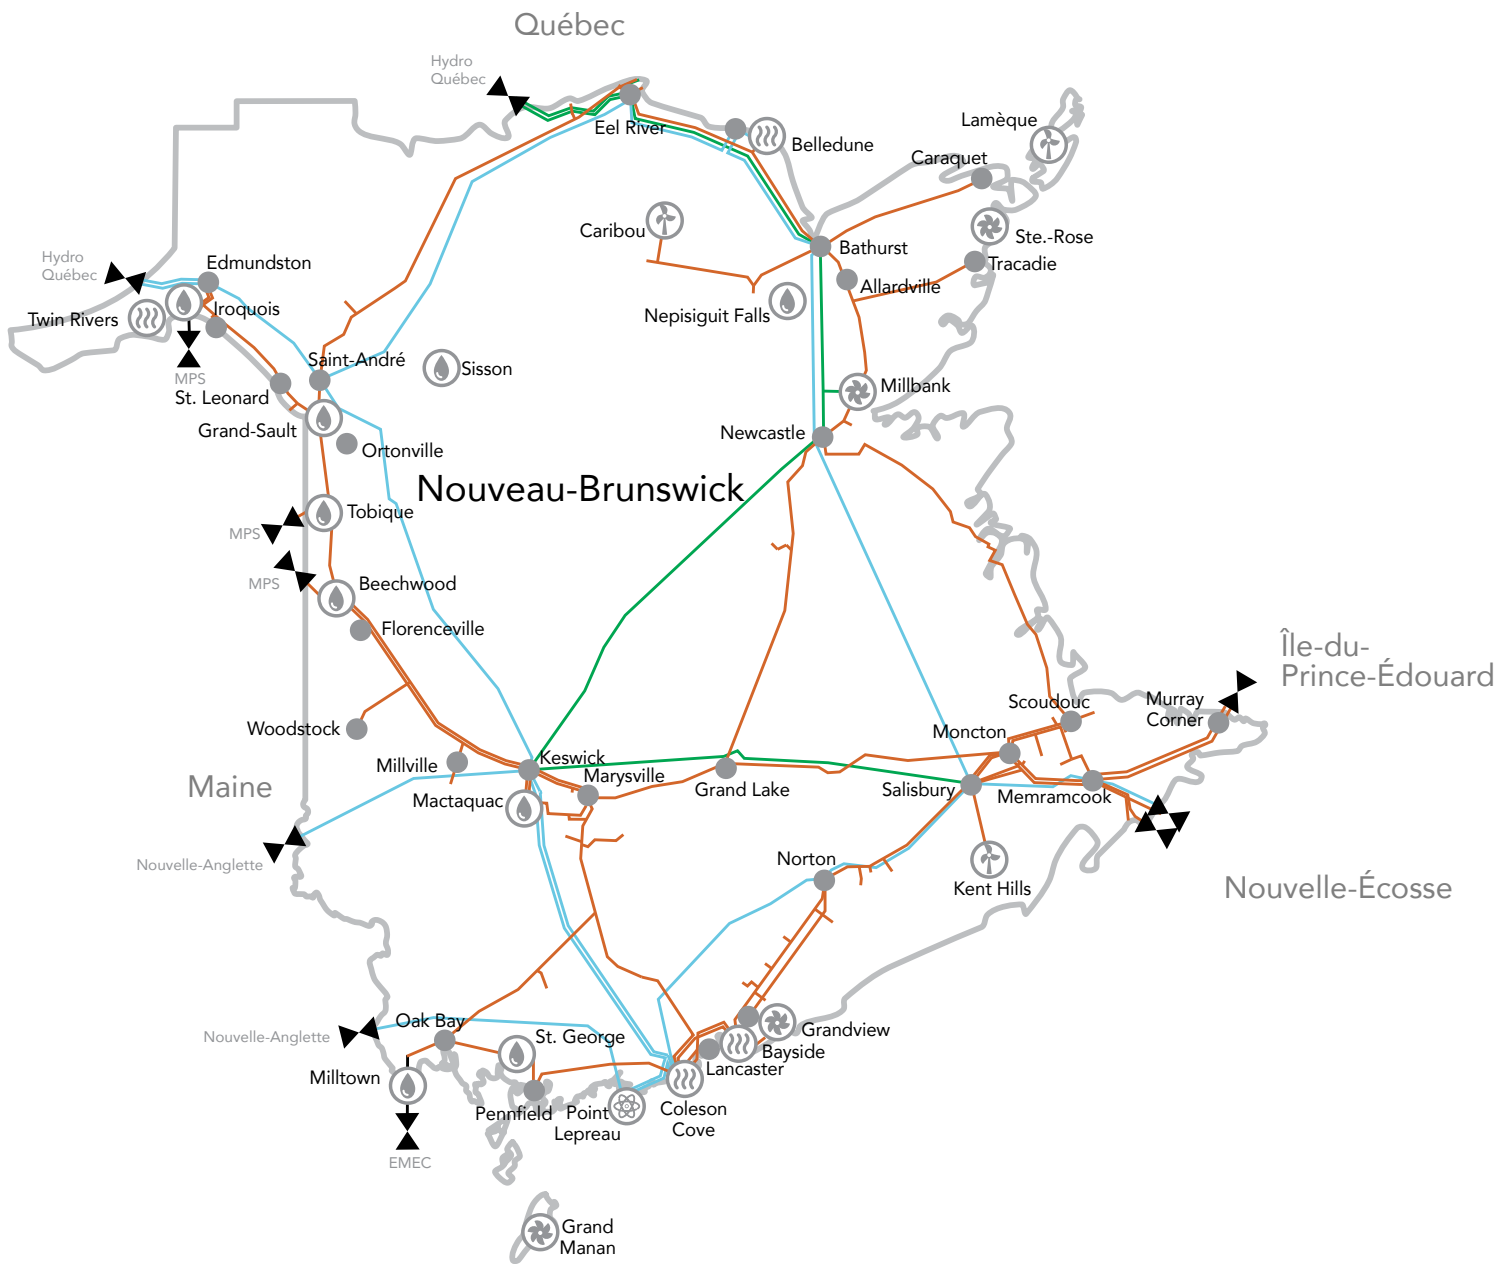 Québec
Hydro
Québec
Eel River
Belledune
Lamèque
Caraquet
Caribou
Bathurst
Ste.-Rose
Tracadie
Allardville
Nepisiguit Falls
Hydro
Québec
Edmundston
Iroquois
Twin Rivers
MPS
Saint-André
Sisson
St. Leonard
Grand-Sault
Ortonville
Millbank
Newcastle
Nouveau-Brunswick
Tobique
MPS
MPS
Beechwood
Florenceville
Île-du-
Prince-Édouard
Woodstock
Scoudouc
Murray
Corner
Moncton
Millville
Keswick
Marysville
Maine
Mactaquac
Grand Lake
Salisbury
Memramcook
Nouvelle-Anglette
Norton
Kent Hills
Nouvelle-Écosse
Nouvelle-Anglette
Oak Bay
St. George
Grandview
Bayside
Lancaster
Milltown
Pennfield
Point
Lepreau
Coleson
Cove
EMEC
Grand
Manan